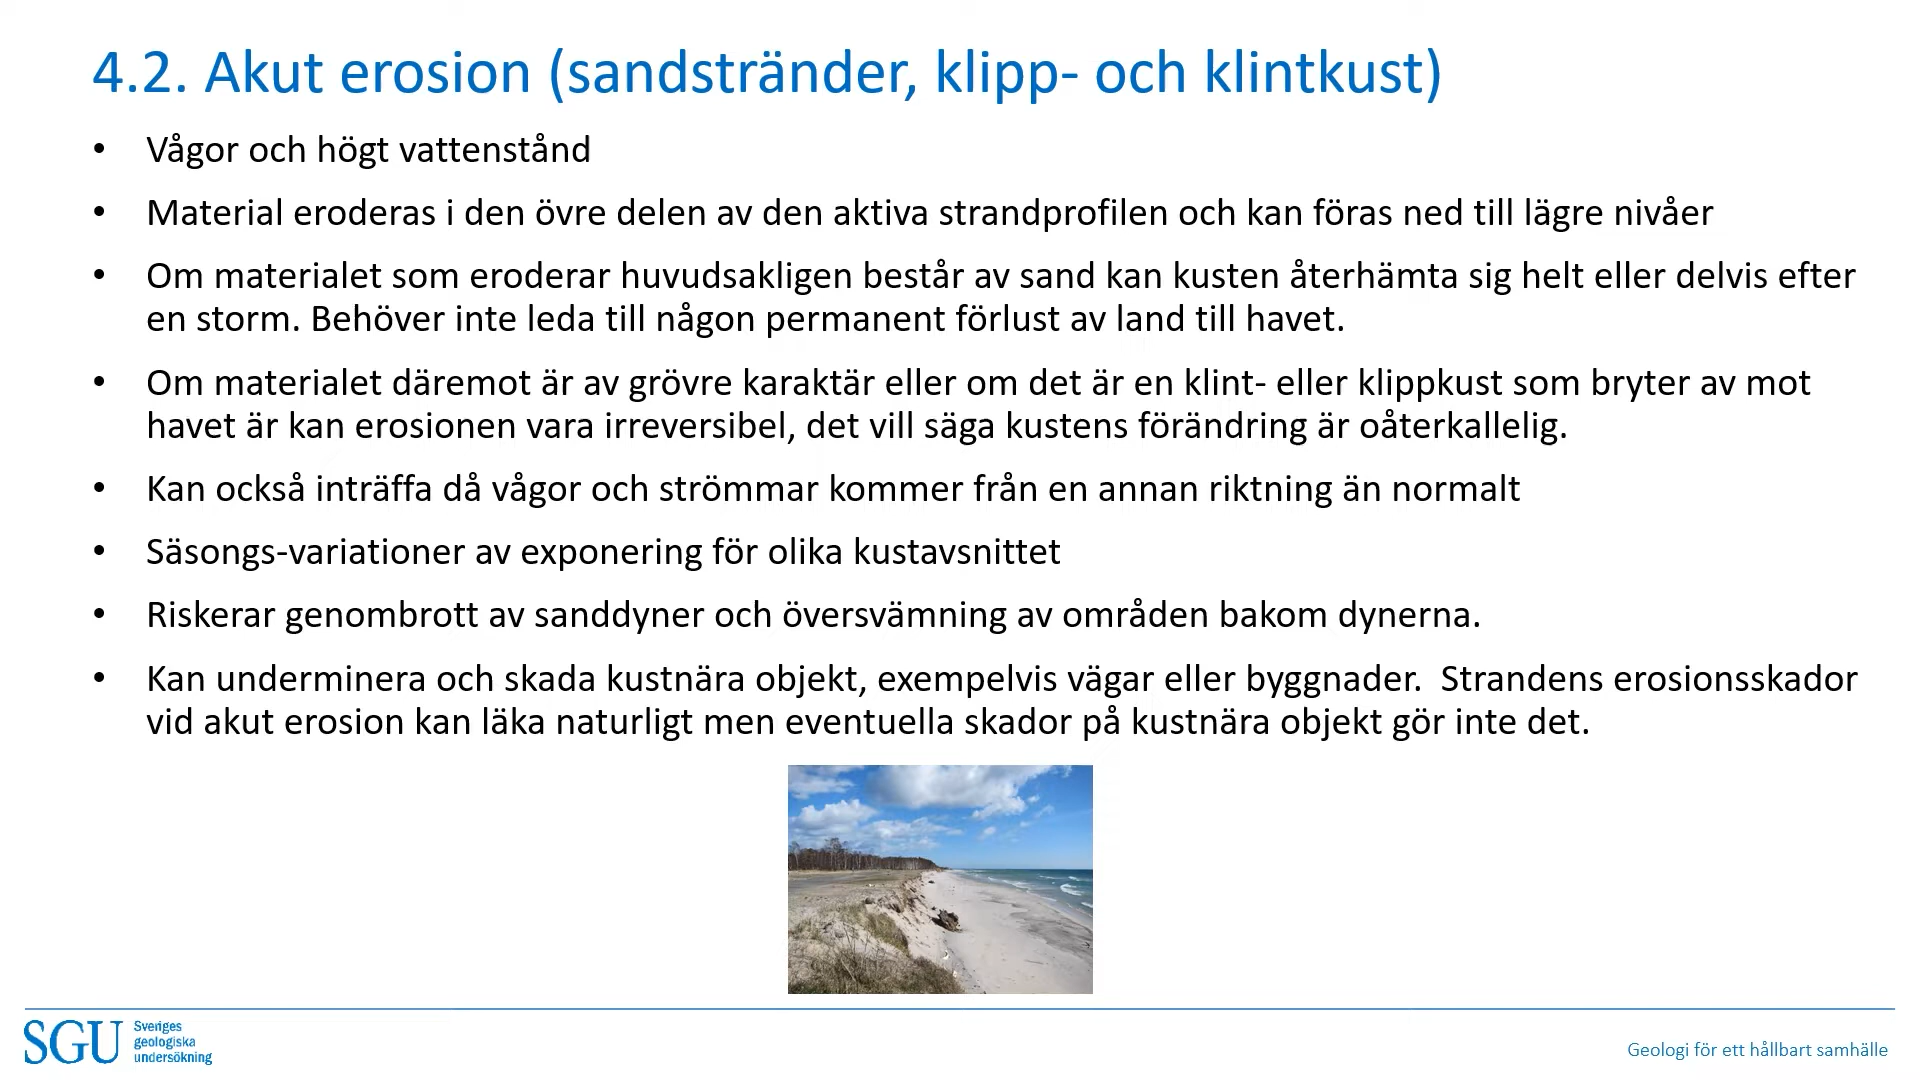 4.2. Akut erosion (sandstränder, klipp- och klintkust)
• Vågor och högt vattenstånd
• Material eroderas i den övre delen av den aktiva strandprofilen och kan föras ned till lägre nivåer
• Om materialet som eroderar huvudsakligen består av sand kan kusten återhämta sig helt eller delvis efter
en storm. Behöver inte leda till någon permanent förlust av land till havet.
• Om materialet däremot är av grövre karaktär eller om det är en klint- eller klippkust som bryter av mot
havet är kan erosionen vara irreversibel, det vill säga kustens förändring är oåterkallelig.
• Kan också inträffa då vågor och strömmar kommer från en annan riktning än normalt
• Säsongs-variationer av exponering för olika kustavsnittet
• Riskerar genombrott av sanddyner och översvämning av områden bakom dynerna.
• Kan underminera och skada kustnära objekt, exempelvis vägar eller byggnader.  Strandens erosionsskador
vid akut erosion kan läka naturligt men eventuella skador på kustnära objekt gör inte det.
SGU
Sveriges
geologiska
undersökning
Geologi för ett hållbart samhälle